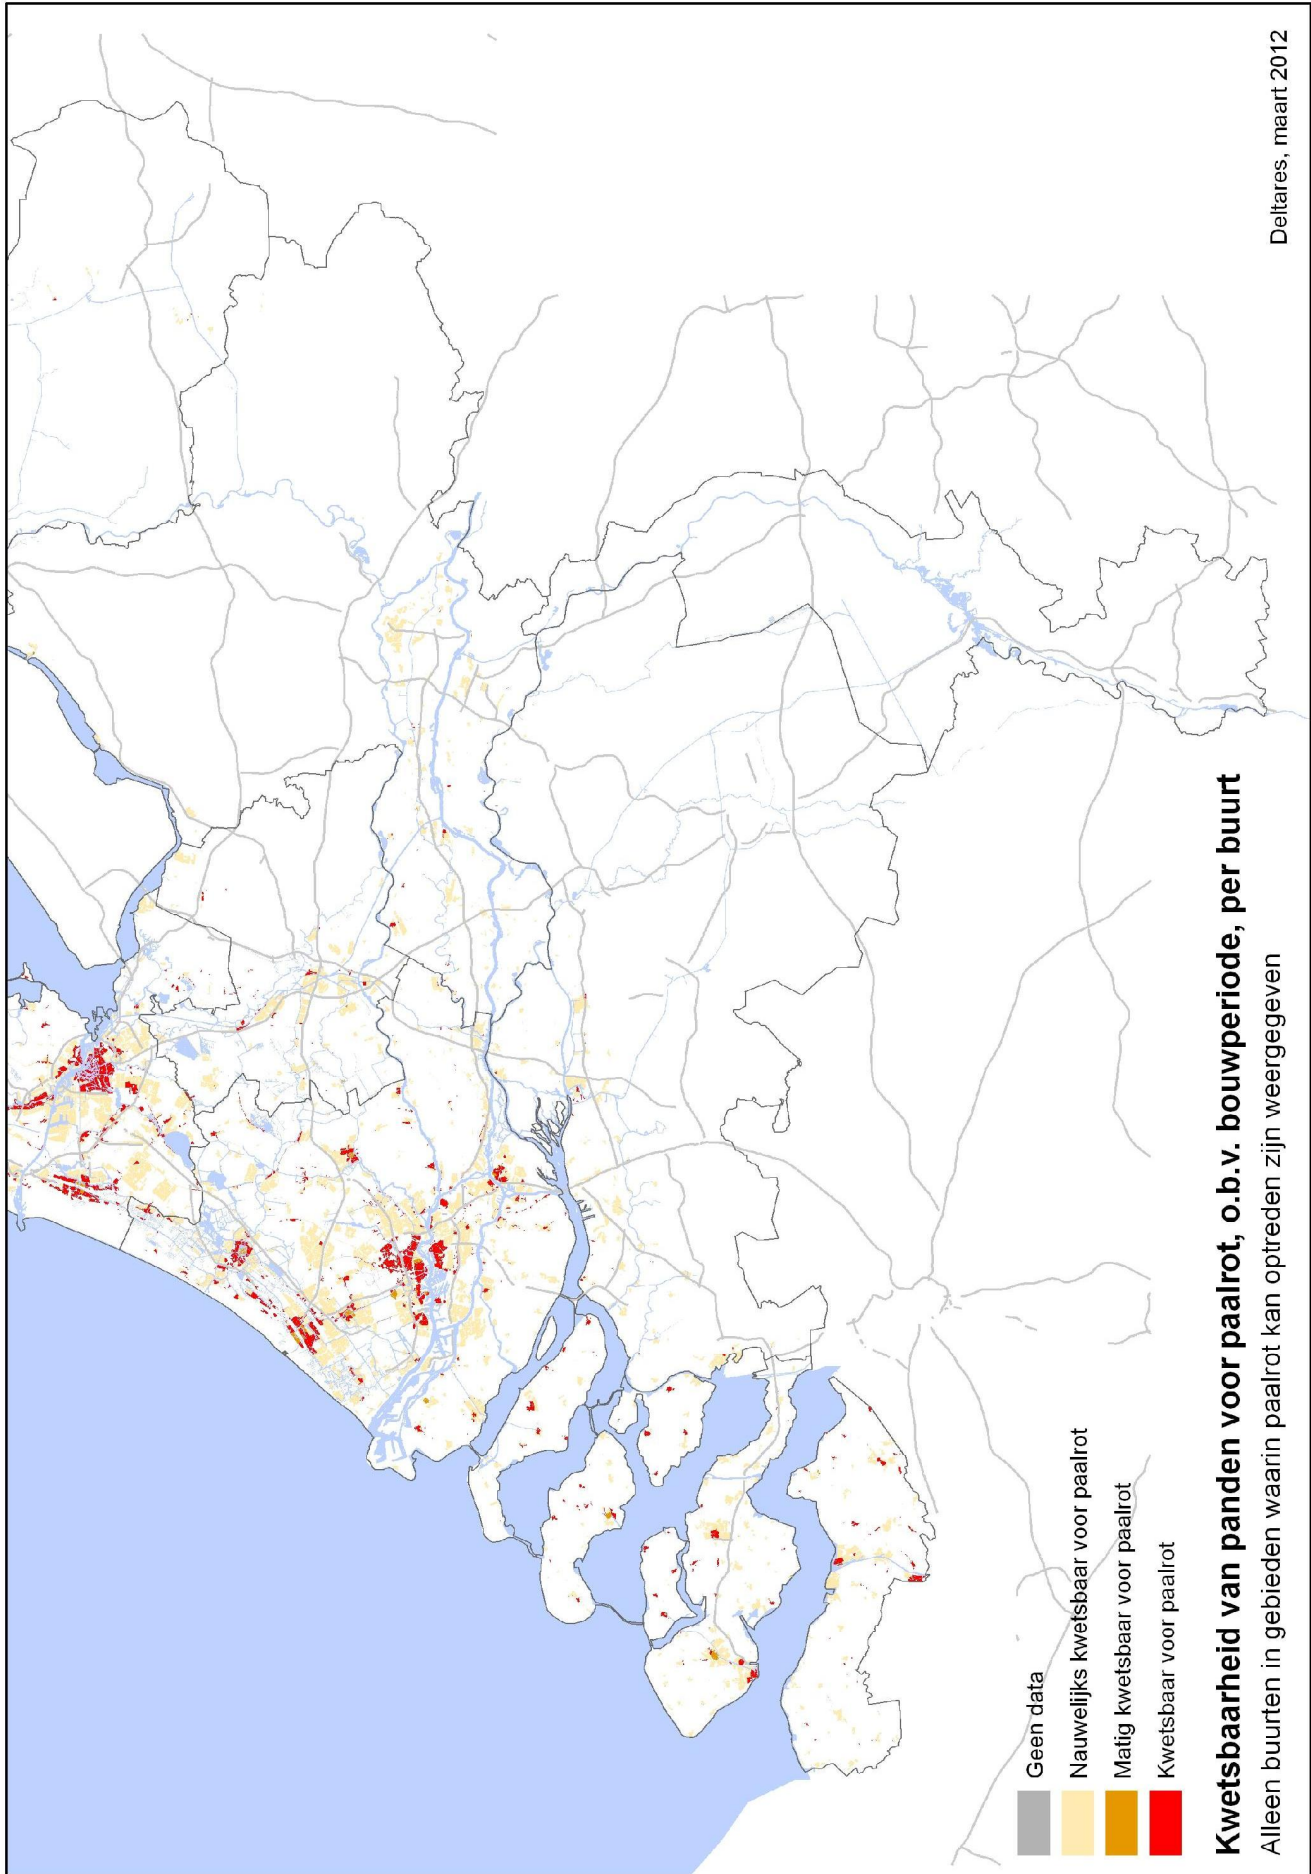 Geen data
Nauwelijks kwetsbaar voor paalrot
Matig kwetsbaar voor paalrot
Kwetsbaar voor paalrot
Kwetsbaarheid van panden voor paalrot, o.b.v. bouwperiode, per buurt
Alleen buurten in gebieden waarin paalrot kan optreden zijn weergegeven
Deltares, maart 2012